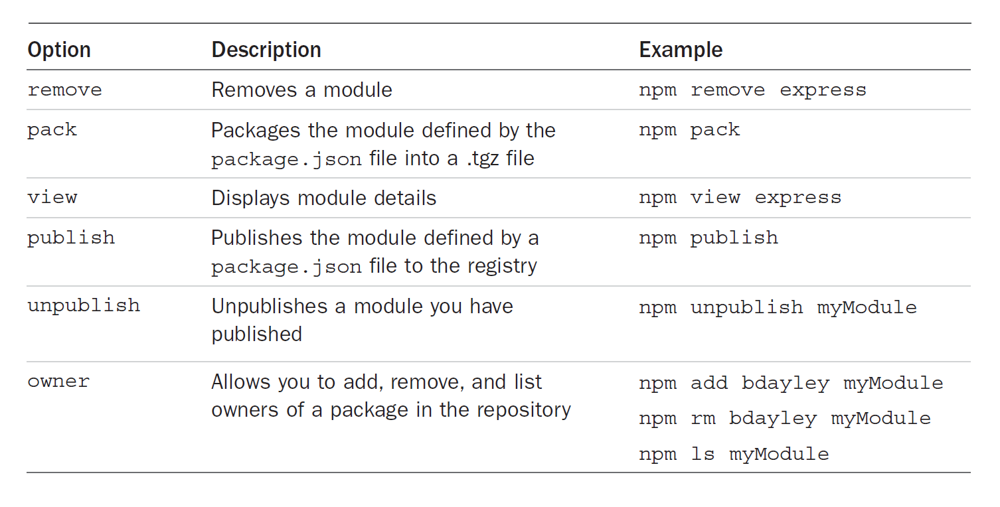 Option Description Example
remove Removes a module npm remove express
pack Packages the module defined by the npm pack
package.json file into a .tgz file
view Displays module details npm view express
publish Publishes the module defined by a npm publish
package.json file to the registry
unpublish Unpublishes a module you have npm unpublish myModule
published
owner Allows you to add, remove, and list npm add bdayley myModule
owners of a package in the repository
npm rm bdayley myModule
npm ls myModule